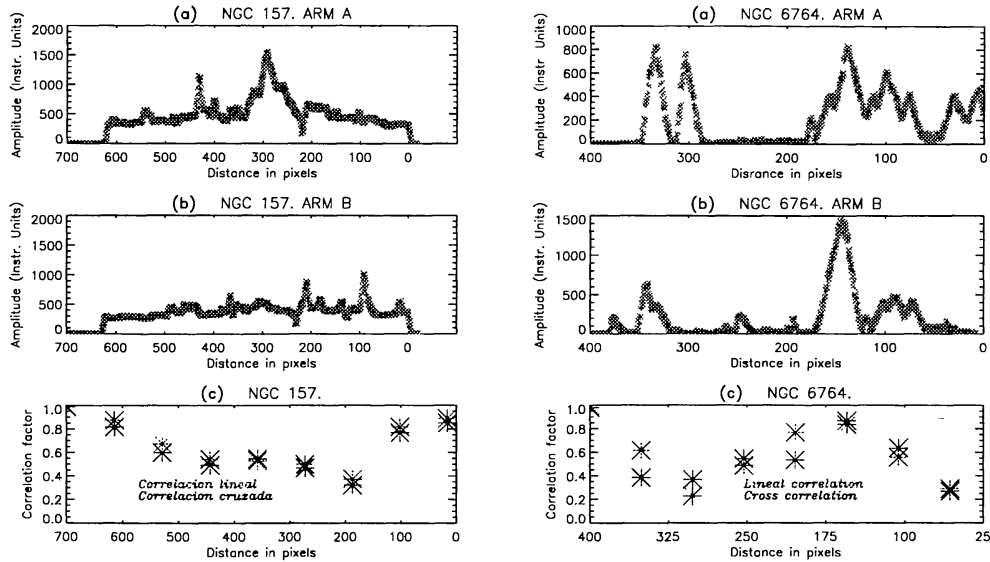 (a) NGC 157. ARM A
Amplitude (Instr. Units)
2000
1500
1000
500
0
700 600 500 400 300 200 100 0
Distance in pixels
(b) NGC 157. ARM B
Amplitude (Instr. Units)
2000
1500
1000
500
0
700 600 500 400 300 200 100 0
Distance in pixels
(c) NGC 157.
Correlation factor
1.0
0.8
0.6
0.4
0.2
0.0
Correlacion lineal
Correlacion cruzada
700 600 500 400 300 200 100 0
Distance in pixels
(a) NGC 6764. ARM A
Amplitude (Instr Units)
1000
800
600
400
200
0
400 300 200 100 0
Disrance in pixels
(b) NGC 6764. ARM B
Amplitude (Instr. Units)
1500
1000
500
0
400 300 200 100 0
Distance in pixels
(c) NGC 6764.
Correlation factor
1.0
0.8
0.6
0.4
0.2
0.0
Lineal correlation
Cross correlation
400 325 250 175 100 25
Distance in pixels